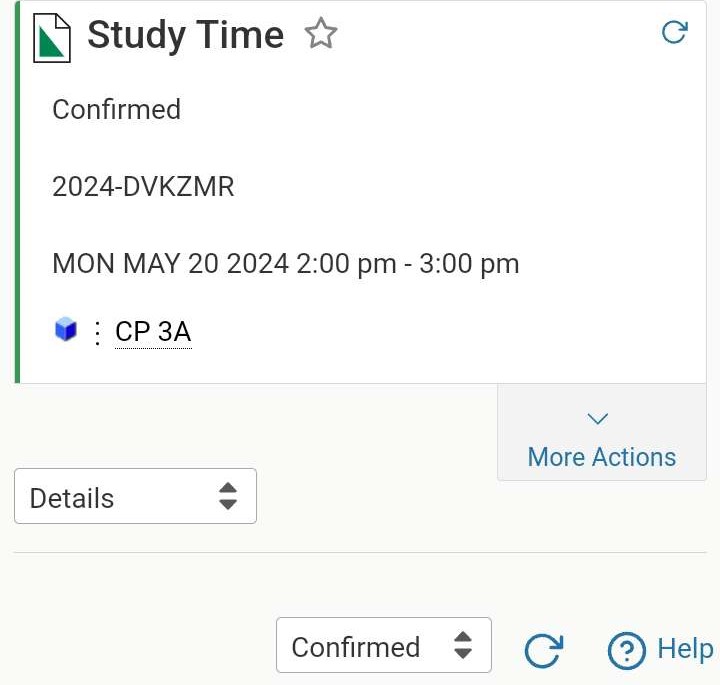 Study Time
Confirmed
2024-DVKZMR
MON MAY 20 2024 2:00 pm - 3:00 pm
: CP 3A
More Actions
Details
Confirmed
Help